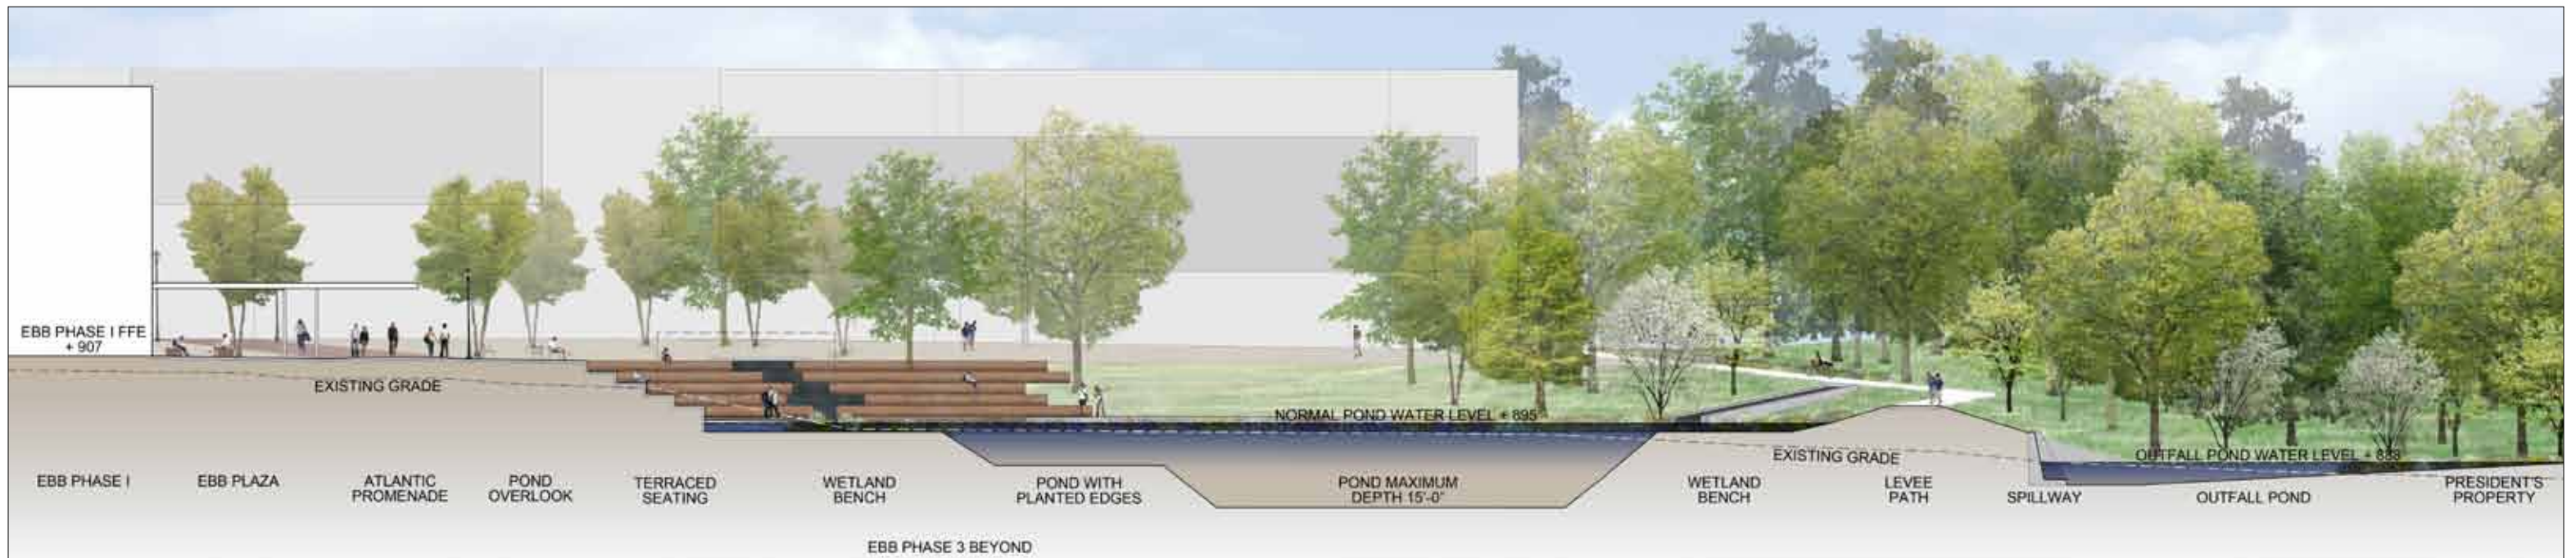 EBB PHASE I FFE
+ 907
EXISTING GRADE
NORMAL POND WATER LEVEL + 895
EXISTING GRADE
OUTFALL POND WATER LEVEL + 883
EBB PHASE I
EBB PLAZA
ATLANTIC
PROMENADE
POND
OVERLOOK
TERRACED
SEATING
WETLAND
BENCH
POND WITH
PLANTED EDGES
POND MAXIMUM
DEPTH 15'-0"
WETLAND
BENCH
LEVEE
PATH
SPILLWAY
OUTFALL POND
PRESIDENT'S
PROPERTY
EBB PHASE 3 BEYOND